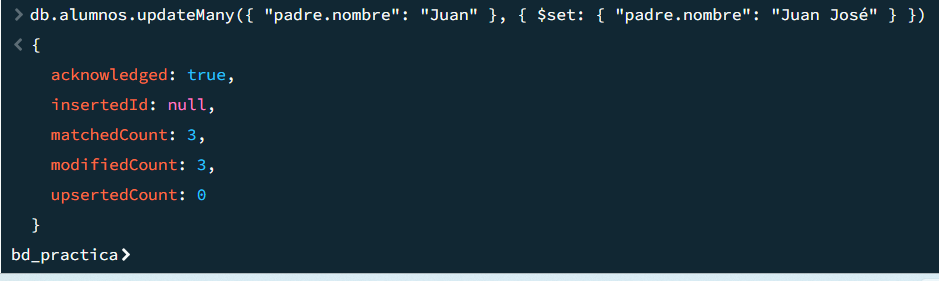 > db.alumnos.updateMany({ "padre.nombre": "Juan" }, { $set: { "padre.nombre": "Juan José" } })
< {
acknowledged: true,
insertedId: null,
matchedCount: 3,
modifiedCount: 3,
upsertedCount: 0
}
bd_practica>